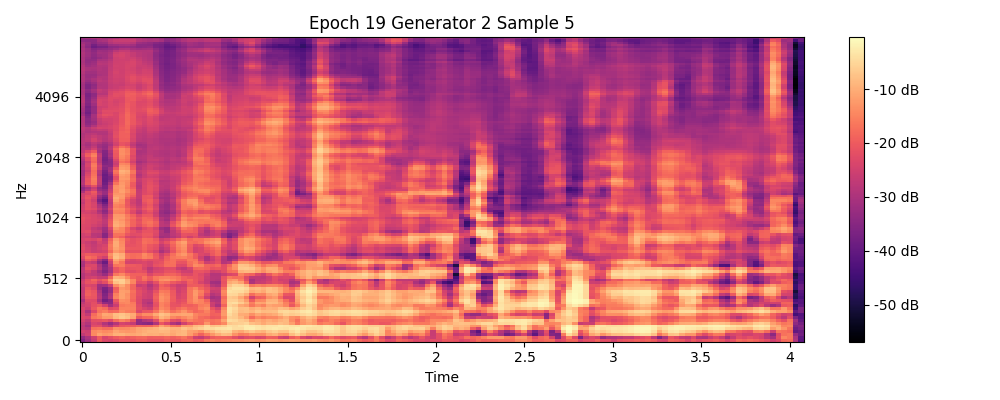 Epoch 19 Generator 2 Sample 5
Hz
4096
2048
1024
512
0
0 0.5 1 1.5 2 2.5 3 3.5 4
Time
-10 dB
-20 dB
-30 dB
-40 dB
-50 dB